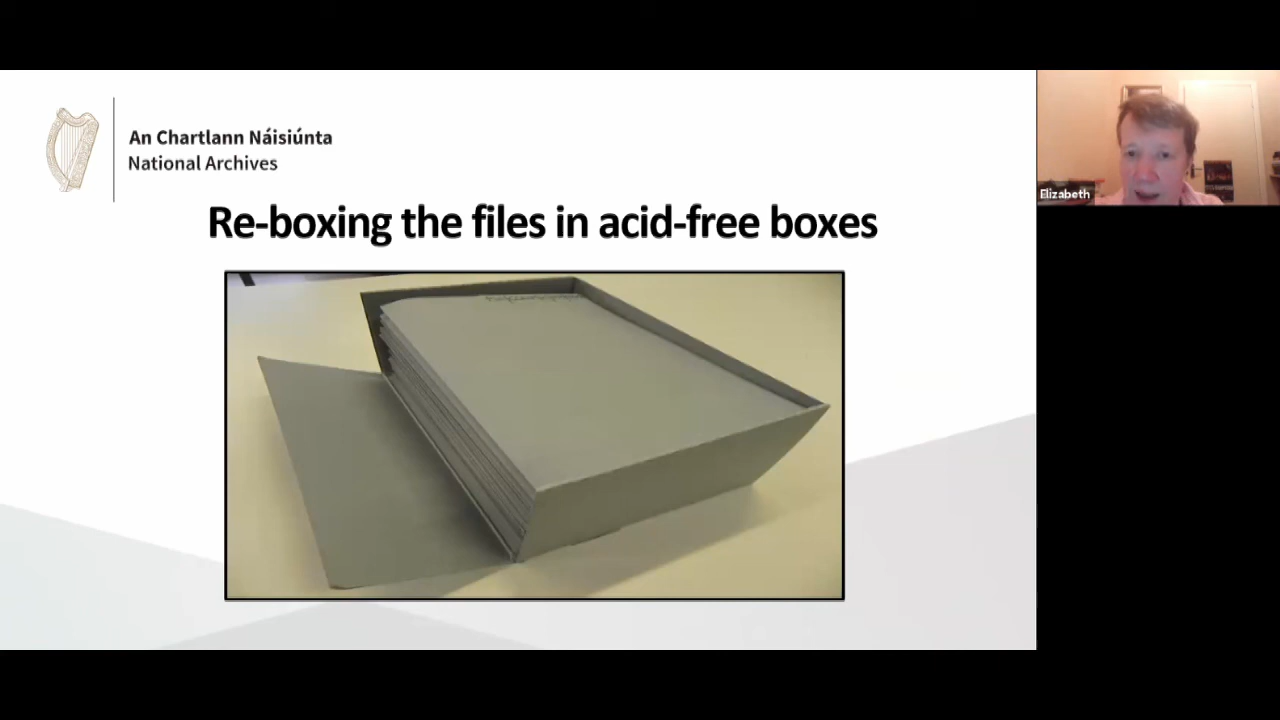 An Chartlann Náisiúnta
National Archives
Re-boxing the files in acid-free boxes
Elizabeth